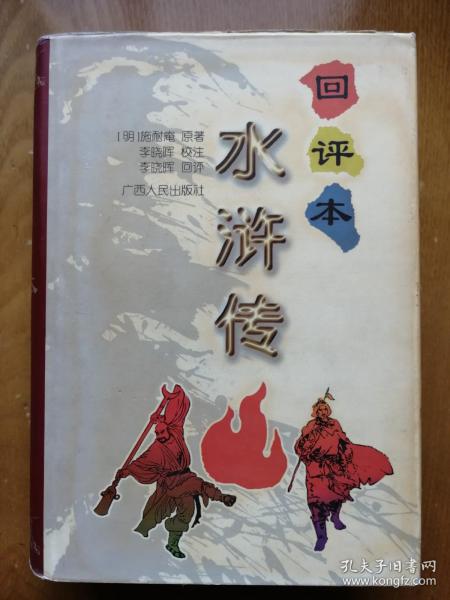 回评本
水浒传
[明]施耐庵 原著
李晓晖 校注
李晓晖 回评
广西人民出版社
孔夫子旧书网
www.kongfz.com